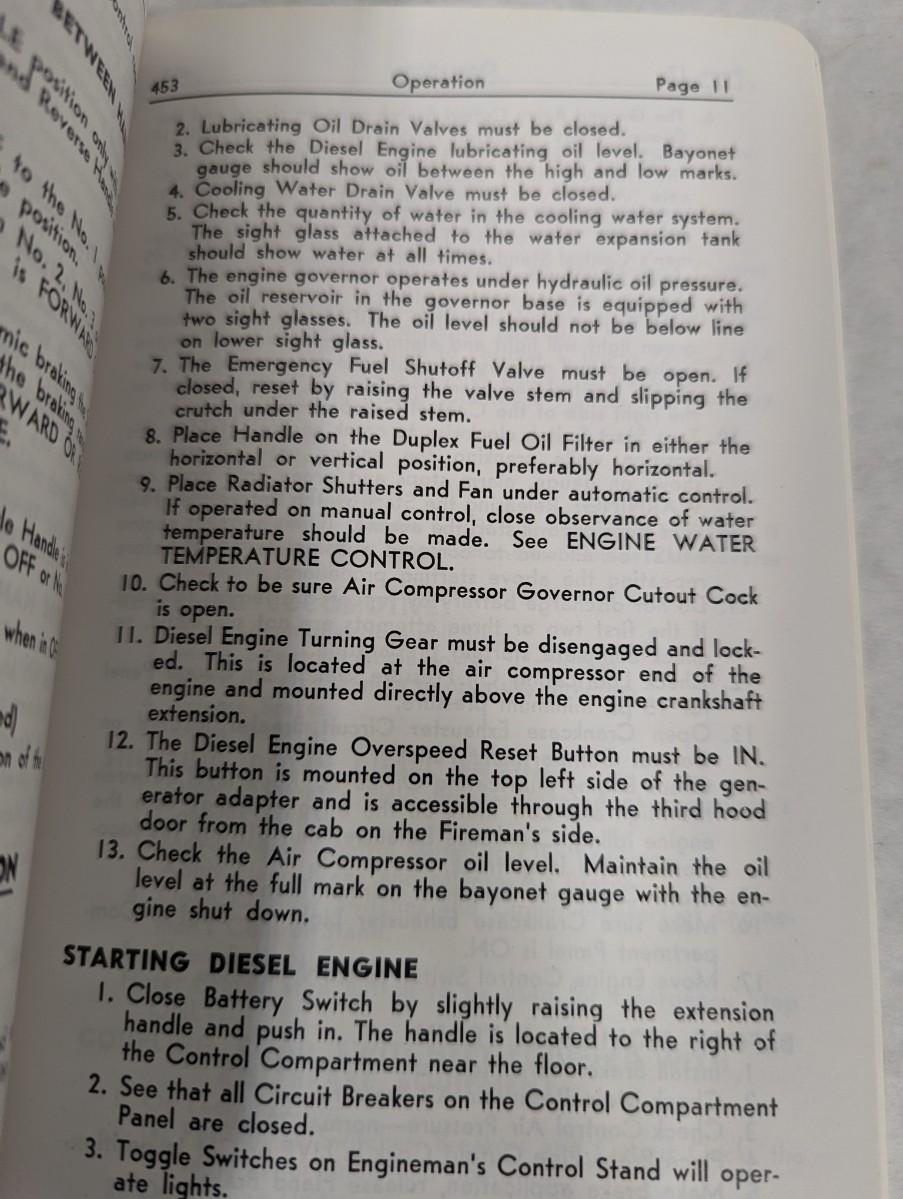 453 Operation Page 11
2. Lubricating Oil Drain Valves must be closed.
3. Check the Diesel Engine lubricating oil level. Bayonet
gauge should show oil between the high and low marks.
4. Cooling Water Drain Valve must be closed.
5. Check the quantity of water in the cooling water system.
The sight glass attached to the water expansion tank
should show water at all times.
6. The engine governor operates under hydraulic oil pressure.
The oil reservoir in the governor base is equipped with
two sight glasses. The oil level should not be below line
on lower sight glass.
7. The Emergency Fuel Shutoff Valve must be open. If
closed, reset by raising the valve stem and slipping the
crutch under the raised stem.
8. Place Handle on the Duplex Fuel Oil Filter in either the
horizontal or vertical position, preferably horizontal.
9. Place Radiator Shutters and Fan under automatic control.
If operated on manual control, close observance of water
temperature should be made. See ENGINE WATER
TEMPERATURE CONTROL.
10. Check to be sure Air Compressor Governor Cutout Cock
is open.
11. Diesel Engine Turning Gear must be disengaged and lock-
ed. This is located at the air compressor end of the
engine and mounted directly above the engine crankshaft
extension.
12. The Diesel Engine Overspeed Reset Button must be IN.
This button is mounted on the top left side of the gen-
erator adapter and is accessible through the third hood
door from the cab on the Fireman's side.
13. Check the Air Compressor oil level. Maintain the oil
level at the full mark on the bayonet gauge with the en-
gine shut down.
STARTING DIESEL ENGINE
1. Close Battery Switch by slightly raising the extension
handle and push in. The handle is located to the right of
the Control Compartment near the floor.
2. See that all Circuit Breakers on the Control Compartment
Panel are closed.
3. Toggle Switches on Engineman's Control Stand will oper-
ate lights.